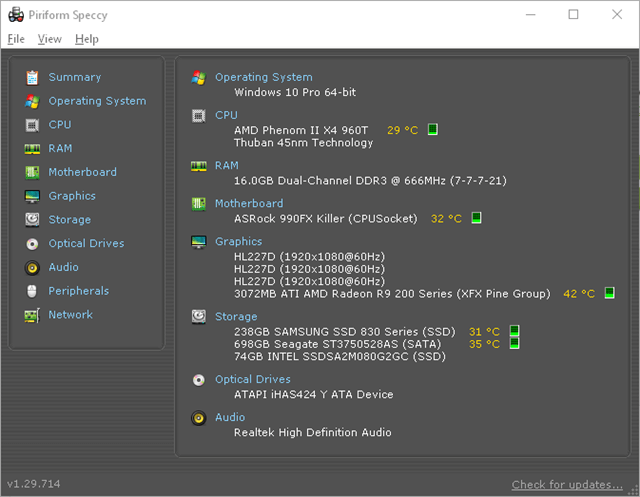 Piriform Speccy
File View Help
Summary
Operating System
CPU
RAM
Motherboard
Graphics
Storage
Optical Drives
Audio
Peripherals
Network
Operating System
Windows 10 Pro 64-bit
CPU
AMD Phenom II X4 960T 29 °C
Thuban 45nm Technology
RAM
16.0GB Dual-Channel DDR3 @ 666MHz (7-7-7-21)
Motherboard
ASRock 990FX Killer (CPUSocket) 32 °C
Graphics
HL227D (1920x1080@60Hz)
HL227D (1920x1080@60Hz)
HL227D (1920x1080@60Hz)
3072MB ATI AMD Radeon R9 200 Series (XFX Pine Group) 42 °C
Storage
238GB SAMSUNG SSD 830 Series (SSD) 31 °C
698GB Seagate ST3750528AS (SATA) 35 °C
74GB INTEL SSDSA2M080G2GC (SSD)
Optical Drives
ATAPI iHAS424 Y ATA Device
Audio
Realtek High Definition Audio
v1.29.714
Check for updates...